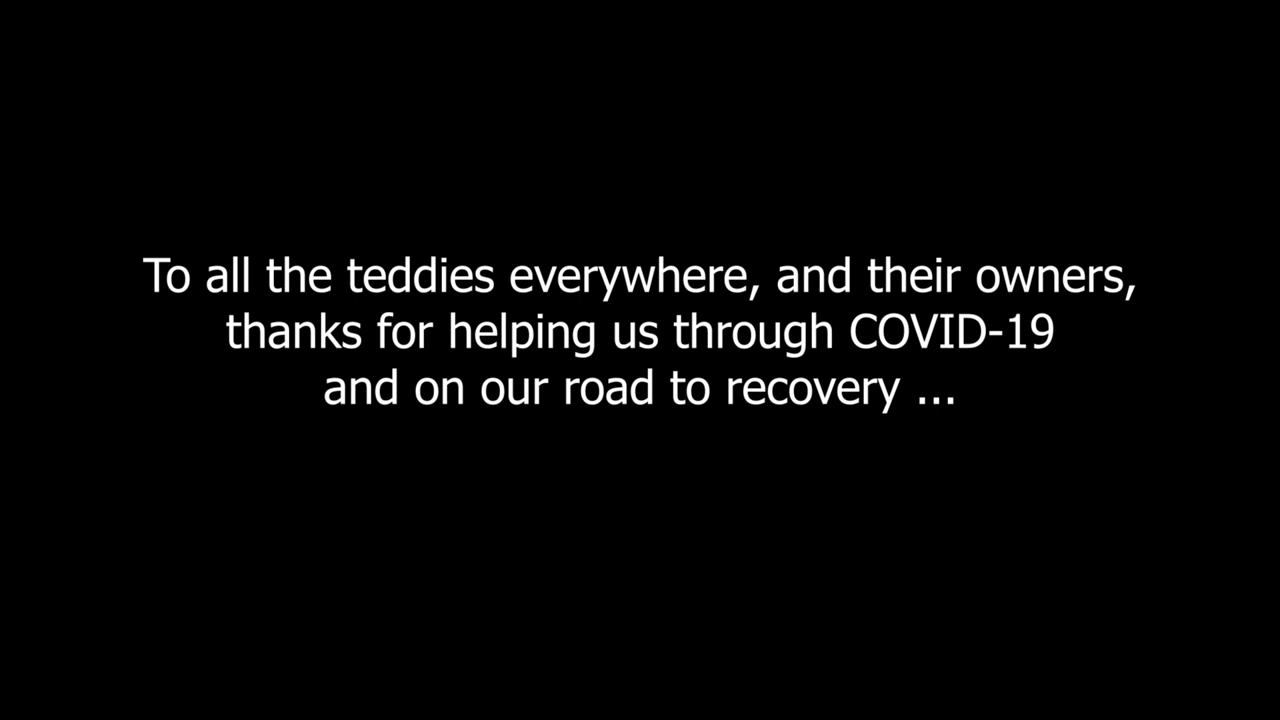 To all the teddies everywhere, and their owners,
thanks for helping us through COVID-19
and on our road to recovery ...